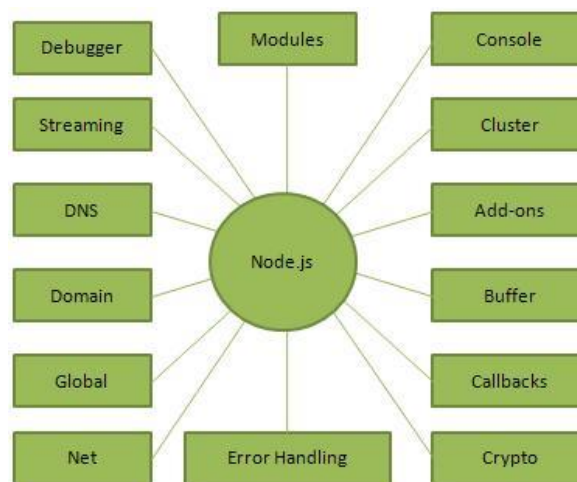 Debugger
Modules
Console
Streaming
Cluster
DNS
Add-ons
Node.js
Domain
Buffer
Global
Callbacks
Net
Error Handling
Crypto